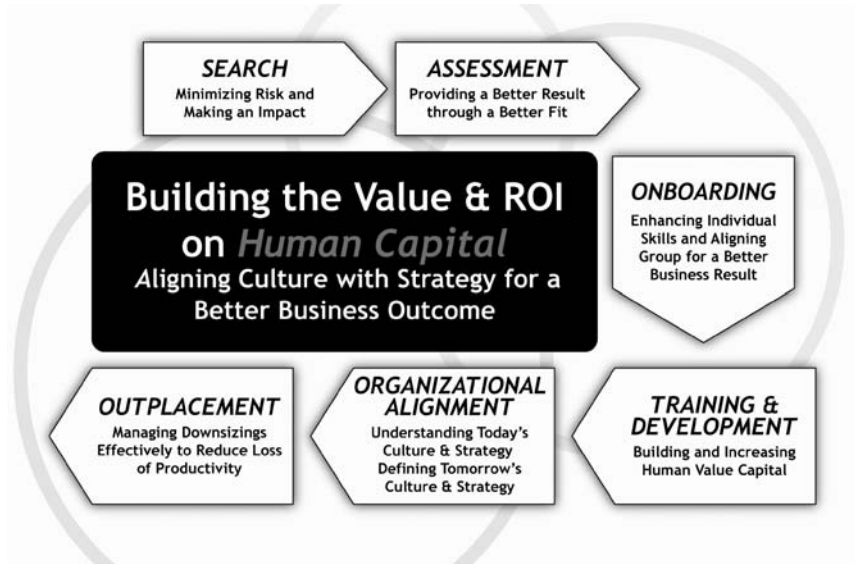 SEARCH
Minimizing Risk and
Making an Impact
ASSESSMENT
Providing a Better Result
through a Better Fit
Building the Value & ROI
on Human Capital
Aligning Culture with Strategy for a
Better Business Outcome
ONBOARDING
Enhancing Individual
Skills and Aligning
Group for a Better
Business Result
TRAINING &
DEVELOPMENT
Building and Increasing
Human Value Capital
ORGANIZATIONAL
ALIGNMENT
Understanding Today's
Culture & Strategy
Defining Tomorrow's
Culture & Strategy
OUTPLACEMENT
Managing Downsizings
Effectively to Reduce Loss
of Productivity